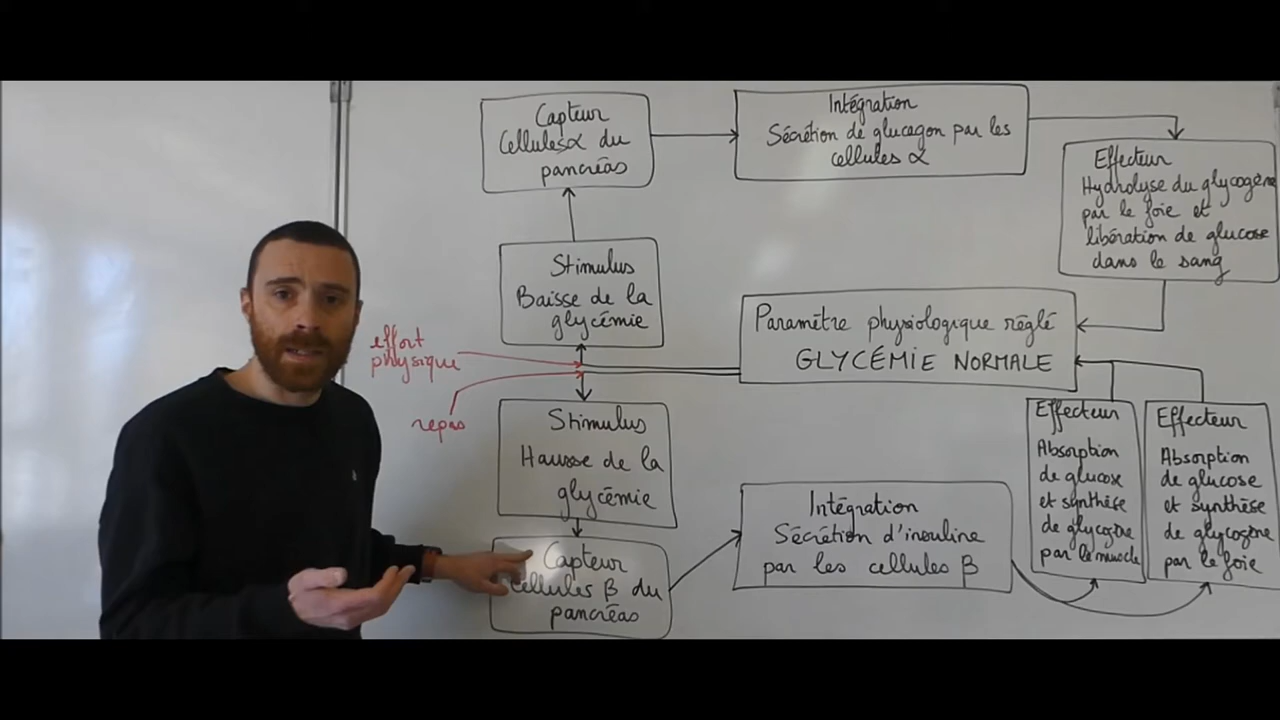 Capteur
Cellules α du
pancréas
Intégration
Sécrétion de glucagon par les
cellules α
Effecteur
Hydrolyse du glycogène
par le foie et
libération de glucose
dans le sang
Stimulus
Baisse de la
glycémie
Paramètre physiologique réglé
GLYCÉMIE NORMALE
effort
physique
repas
Stimulus
Hausse de la
glycémie
Capteur
Cellules β du
pancréas
Intégration
Sécrétion d'insuline
par les cellules β
Effecteur
Absorption
de glucose
et synthèse
de glycogène
par le muscle
Effecteur
Absorption
de glucose
et synthèse
de glycogène
par le foie